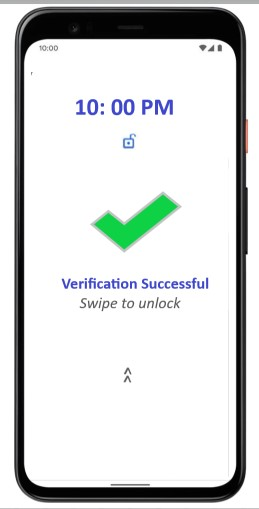 10:00
10: 00 PM
Verification Successful
Swipe to unlock